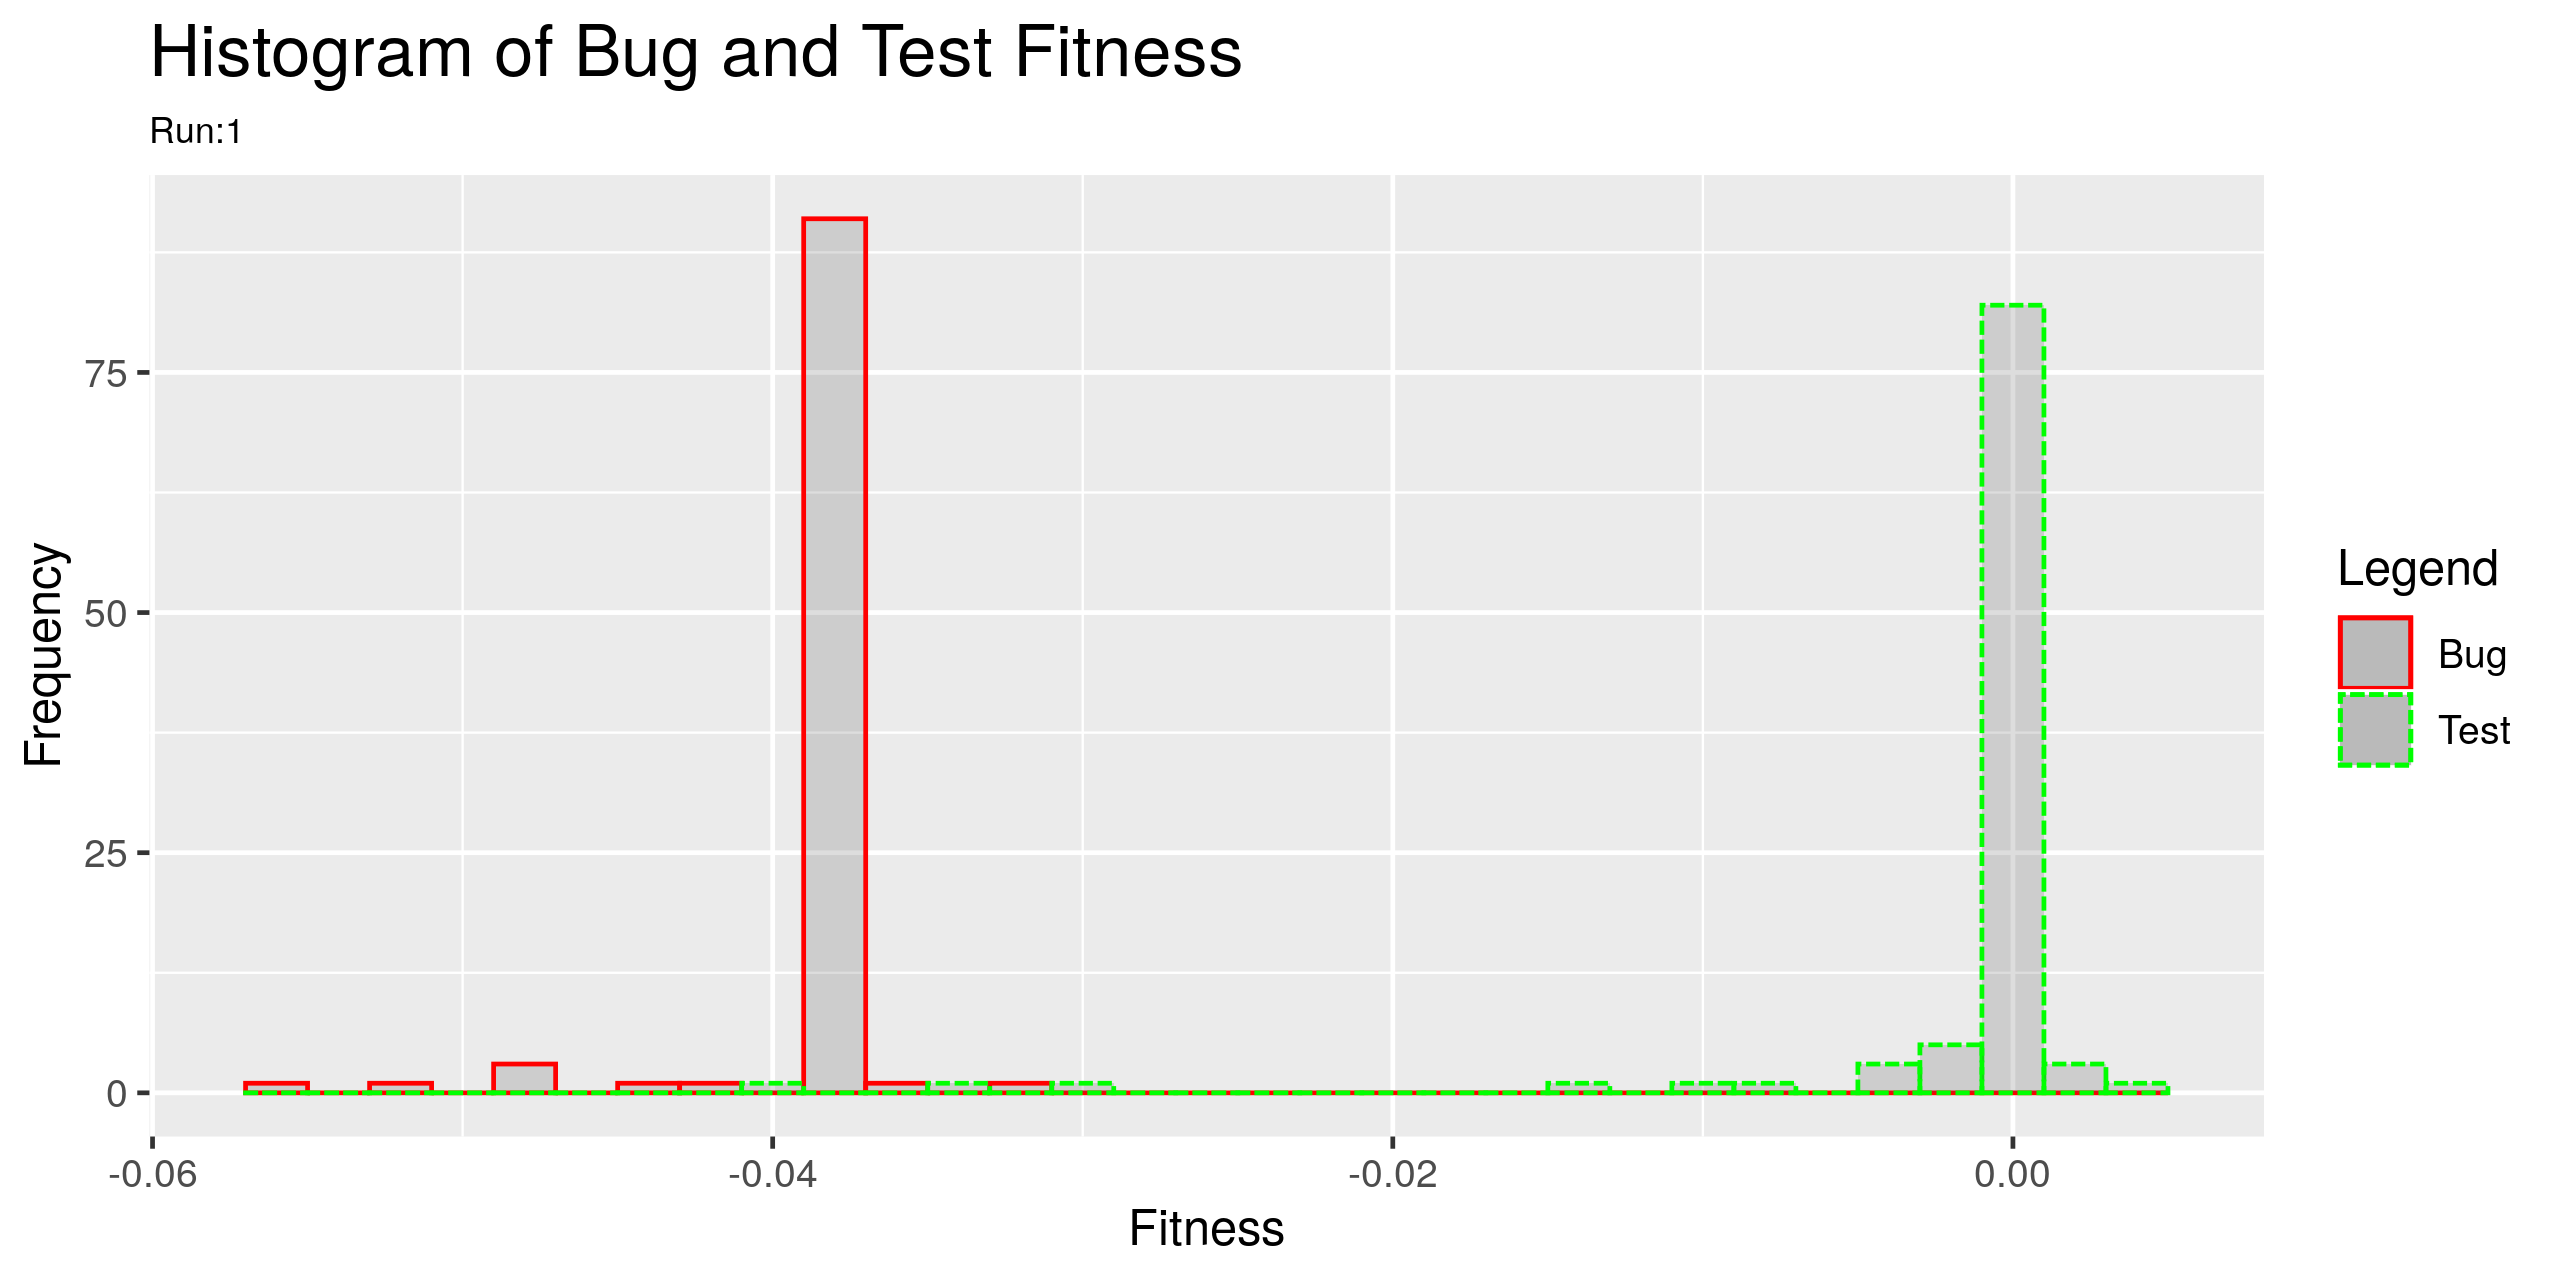 Histogram of Bug and Test Fitness
Run:1
Frequency
75
50
25
0
-0.06
-0.04
-0.02
0.00
Fitness
Legend
Bug
Test